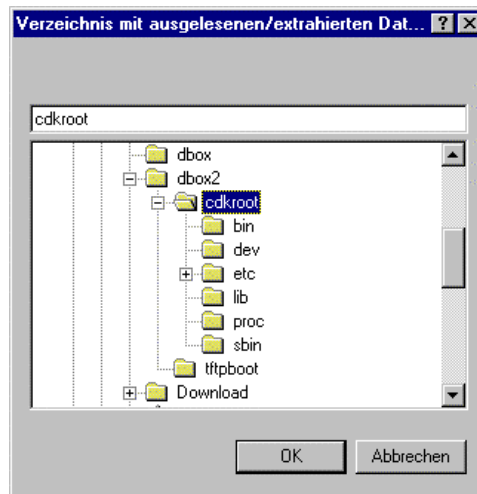 Verzeichnis mit ausgelesenen/extrahierten Dat...
cdkroot
dbox
dbox2
cdkroot
bin
dev
etc
lib
proc
sbin
tftpboot
Download
OK Abbrechen